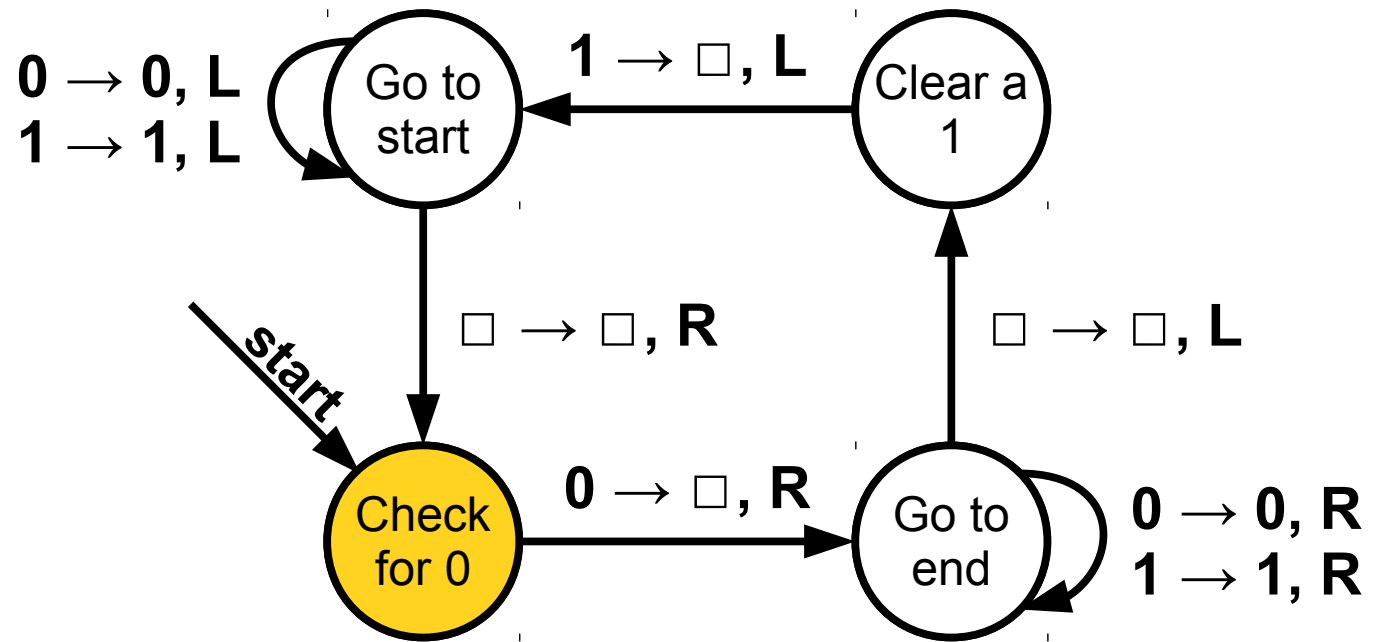 0 → 0, L
1 → 1, L
Go to
start
1 → □, L
Clear a
1
□ → □, R
□ → □, L
start
Check
for 0
0 → □, R
Go to
end
0 → 0, R
1 → 1, R